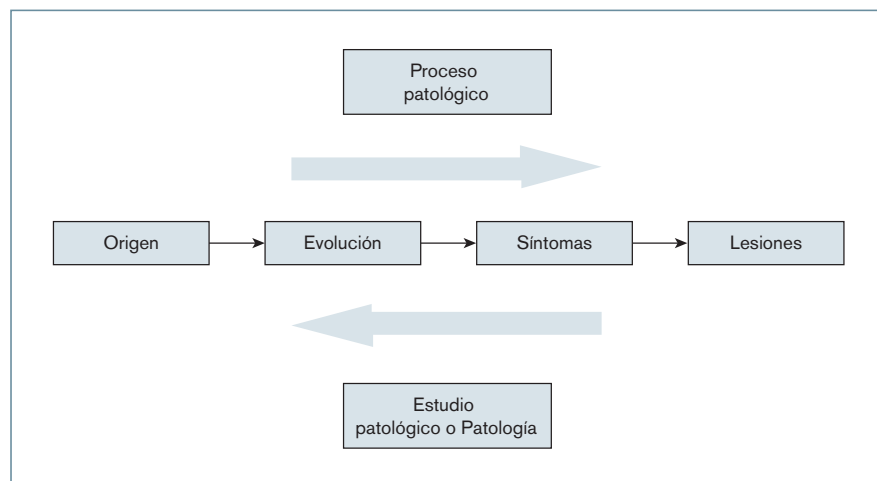 Proceso
patológico
Origen
Evolución
Síntomas
Lesiones
Estudio
patológico o Patología